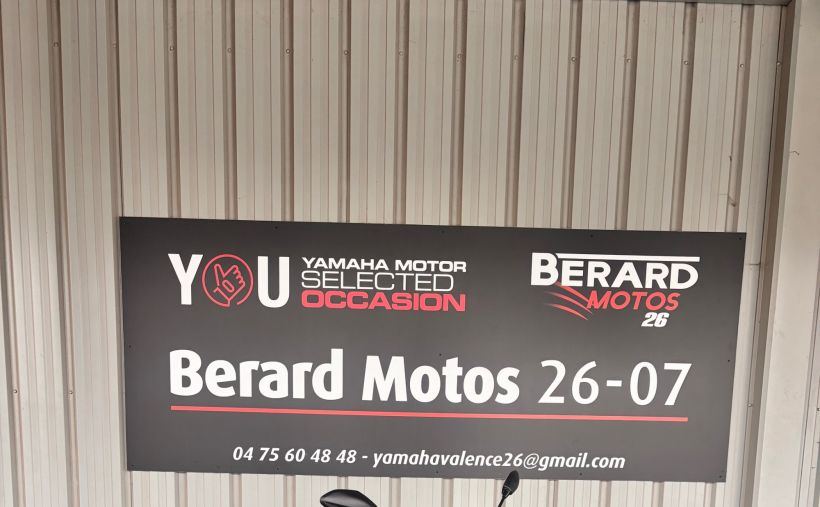 YOU YAMAHA MOTOR
SELECTED
OCCASION
TO
BERARD
MOTOS
26
Berard Motos 26-07
04 75 60 48 48 - yamahavalence26@gmail.com